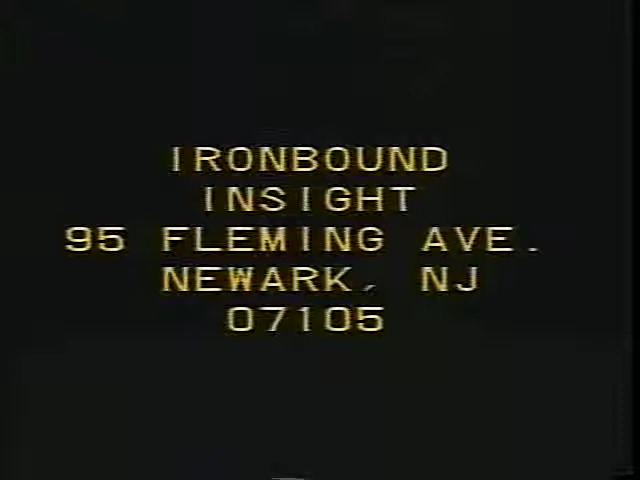 IRONBOUND
INSIGHT
95 FLEMING AVE.
NEWARK, NJ
07105